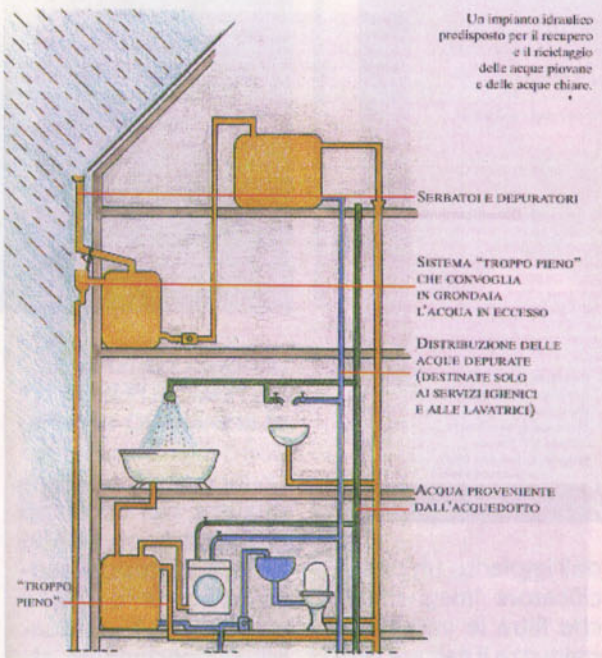 Un impianto idraulico
predisposto per il recupero
e il riciclaggio
delle acque piovane
e delle acque chiare.
SERBATOI E DEPURATORI
SISTEMA "TROPPO PIENO"
CHE CONVOGLIA
IN GRONDAIA
L'ACQUA IN ECCESSO
DISTRIBUZIONE DELLE
ACQUE DEPURATE
(DESTINATE SOLO
AI SERVIZI IGIENICI
E ALLE LAVATRICI)
ACQUA PROVENIENTE
DALL'ACQUEDOTTO
"TROPPO
PIENO"